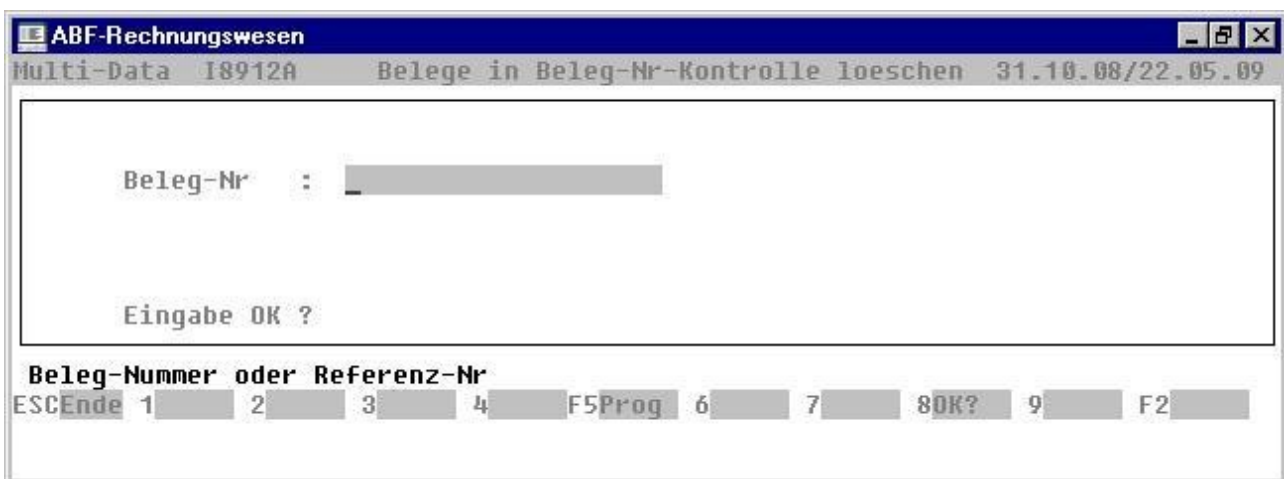 ABF-Rechnungswesen
Multi-Data I8912A Belege in Beleg-Nr-Kontrolle loeschen 31.10.08/22.05.09
Beleg-Nr : _
Eingabe OK ?
Beleg-Nummer oder Referenz-Nr
ESCEnde 1 2 3 4 F5Prog 6 7 8OK? 9 F2